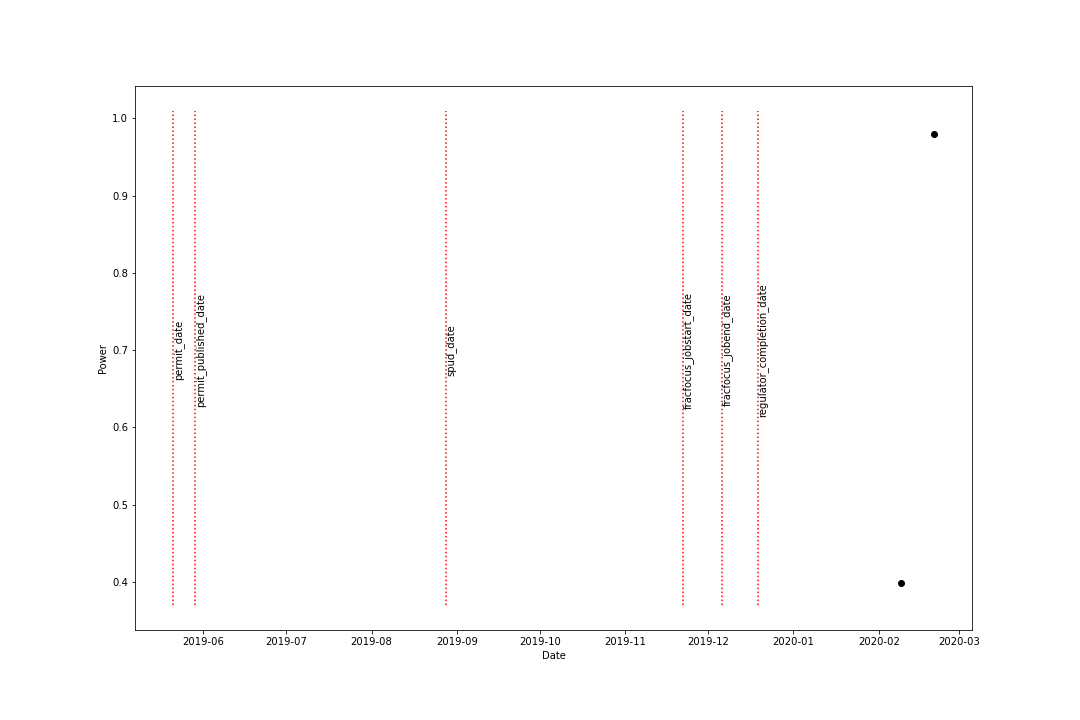 1.0
0.9
0.8
0.7
0.6
0.5
0.4
Power
permit_date
permit_published_date
spud_date
fracfocus_jobstart_date
fracfocus_jobend_date
regulator_completion_date
2019-06 2019-07 2019-08 2019-09 2019-10 2019-11 2019-12 2020-01 2020-02 2020-03
Date